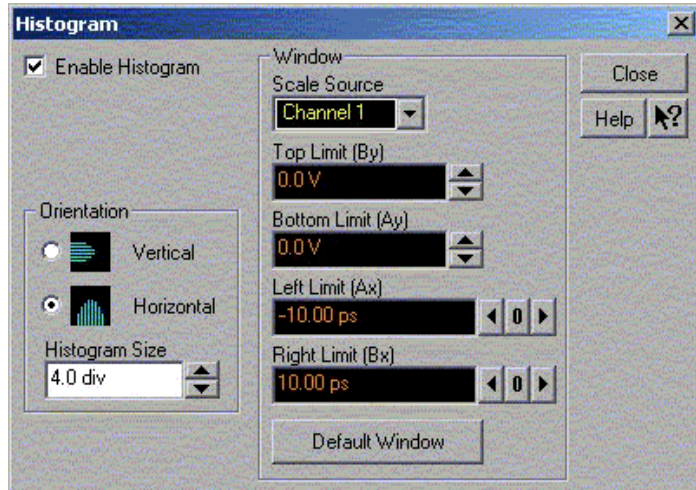 Histogram
Enable Histogram
Orientation
Vertical
Horizontal
Histogram Size
4.0 div
Window
Scale Source
Channel 1
Top Limit (By)
0.0 V
Bottom Limit (Ay)
0.0 V
Left Limit (Ax)
-10.00 ps
0
Right Limit (Bx)
10.00 ps
0
Default Window
Close
Help
?